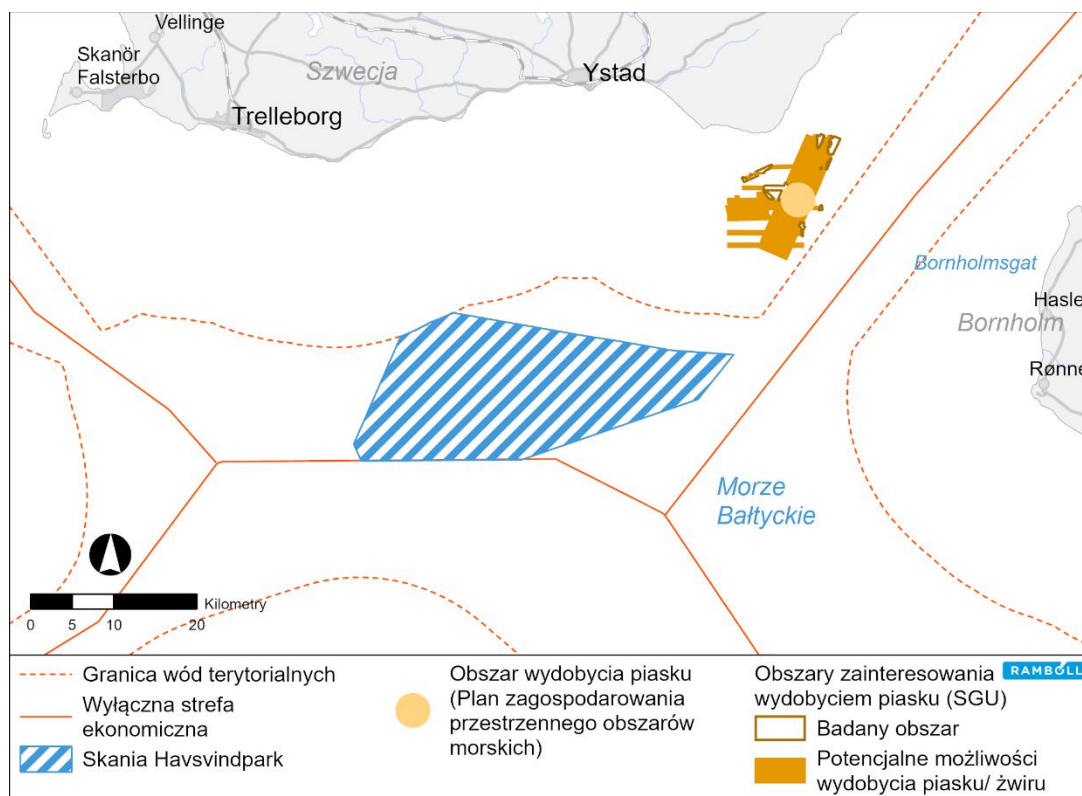 Vellinge
Skanör
Falsterbo
Szwecja
Ystad
Trelleborg
Bornholmsgat
Hasle
Bornholm
Rønne
Morze
Bałtyckie
Kilometry
0 5 10 20
Granica wód terytorialnych
Wyłączna strefa
ekonomiczna
Skania Havsvindpark
Obszar wydobycia piasku
(Plan zagospodarowania
przestrzennego obszarów
morskich)
Obszary zainteresowania
wydobyciem piasku (SGU)
RAMBOLL
Badany obszar
Potencjalne możliwości
wydobycia piasku/ żwiru